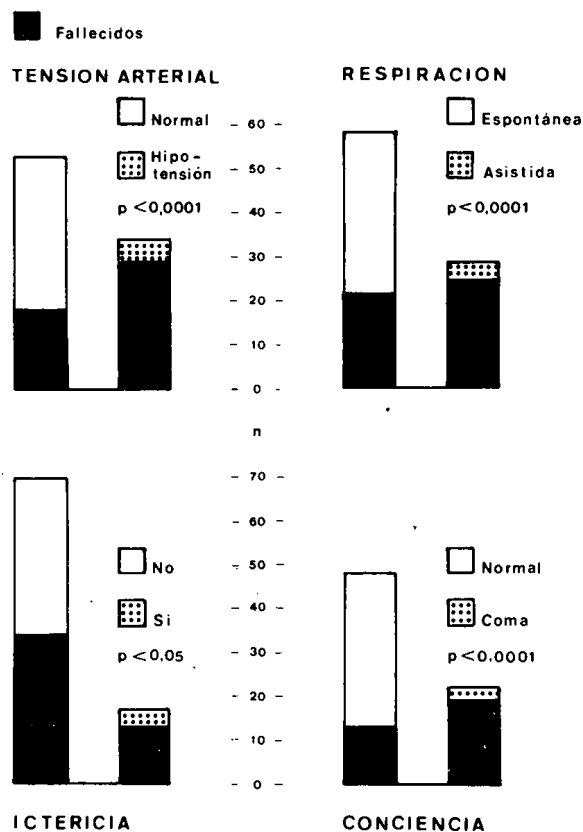 Fallecidos
TENSION ARTERIAL
RESPIRACION
Normal
Hipo-
tensión
p <0,0001
- 60 -
- 50 -
- 40 -
- 30 -
- 20 -
- 10 -
- 0 -
Espontánea
Asistida
p<0,0001
n
- 70 -
- 60 -
- 50 -
- 40 -
- 30 -
- 20 -
- 10 -
- 0 -
No
Si
p <0.05
Normal
Coma
p<0.0001
ICTERICIA
CONCIENCIA